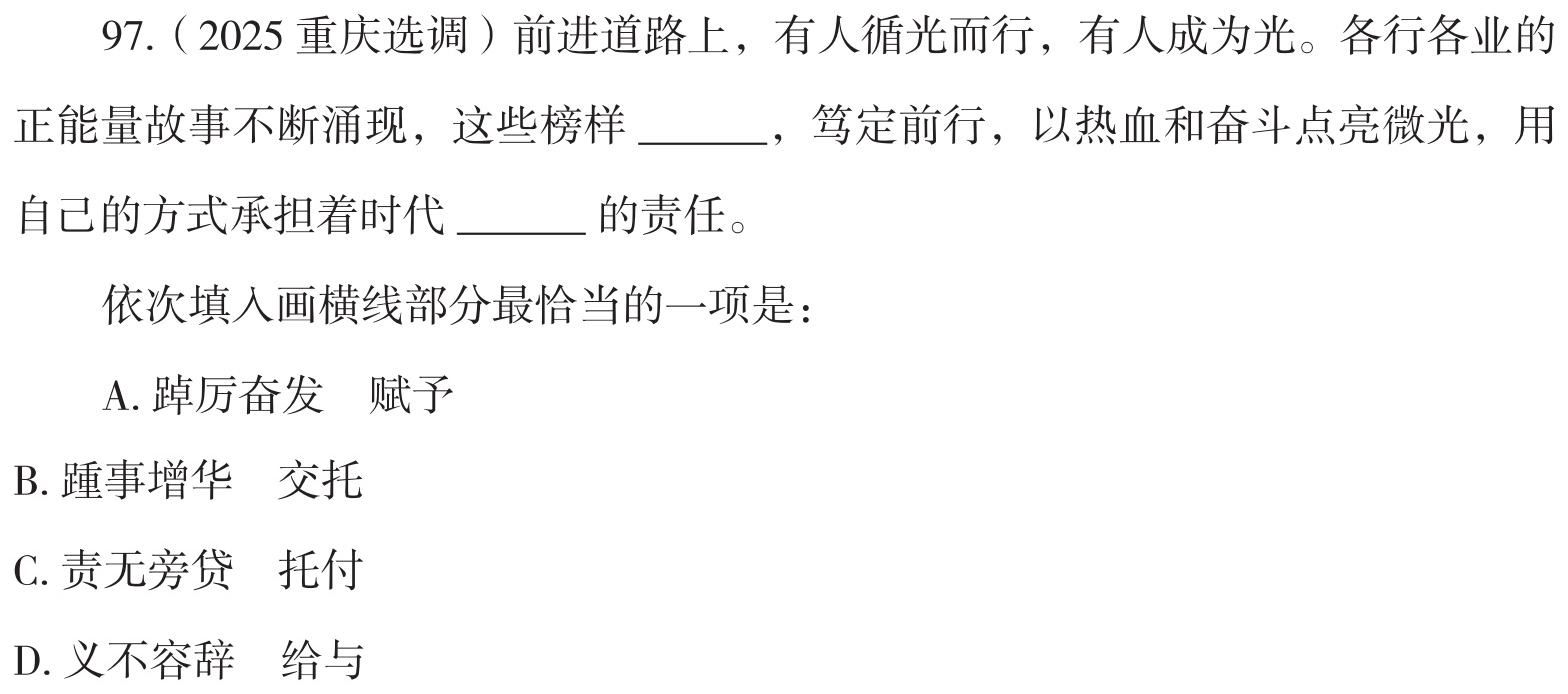 97.（2025 重庆选调）前进道路上，有人循光而行，有人成为光。各行各业的
正能量故事不断涌现，这些榜样 ______，笃定前行，以热血和奋斗点亮微光，用
自己的方式承担着时代 ______ 的责任。
依次填入画横线部分最恰当的一项是：
A. 踔厉奋发　赋予
B. 踵事增华　交托
C. 责无旁贷　托付
D. 义不容辞　给与